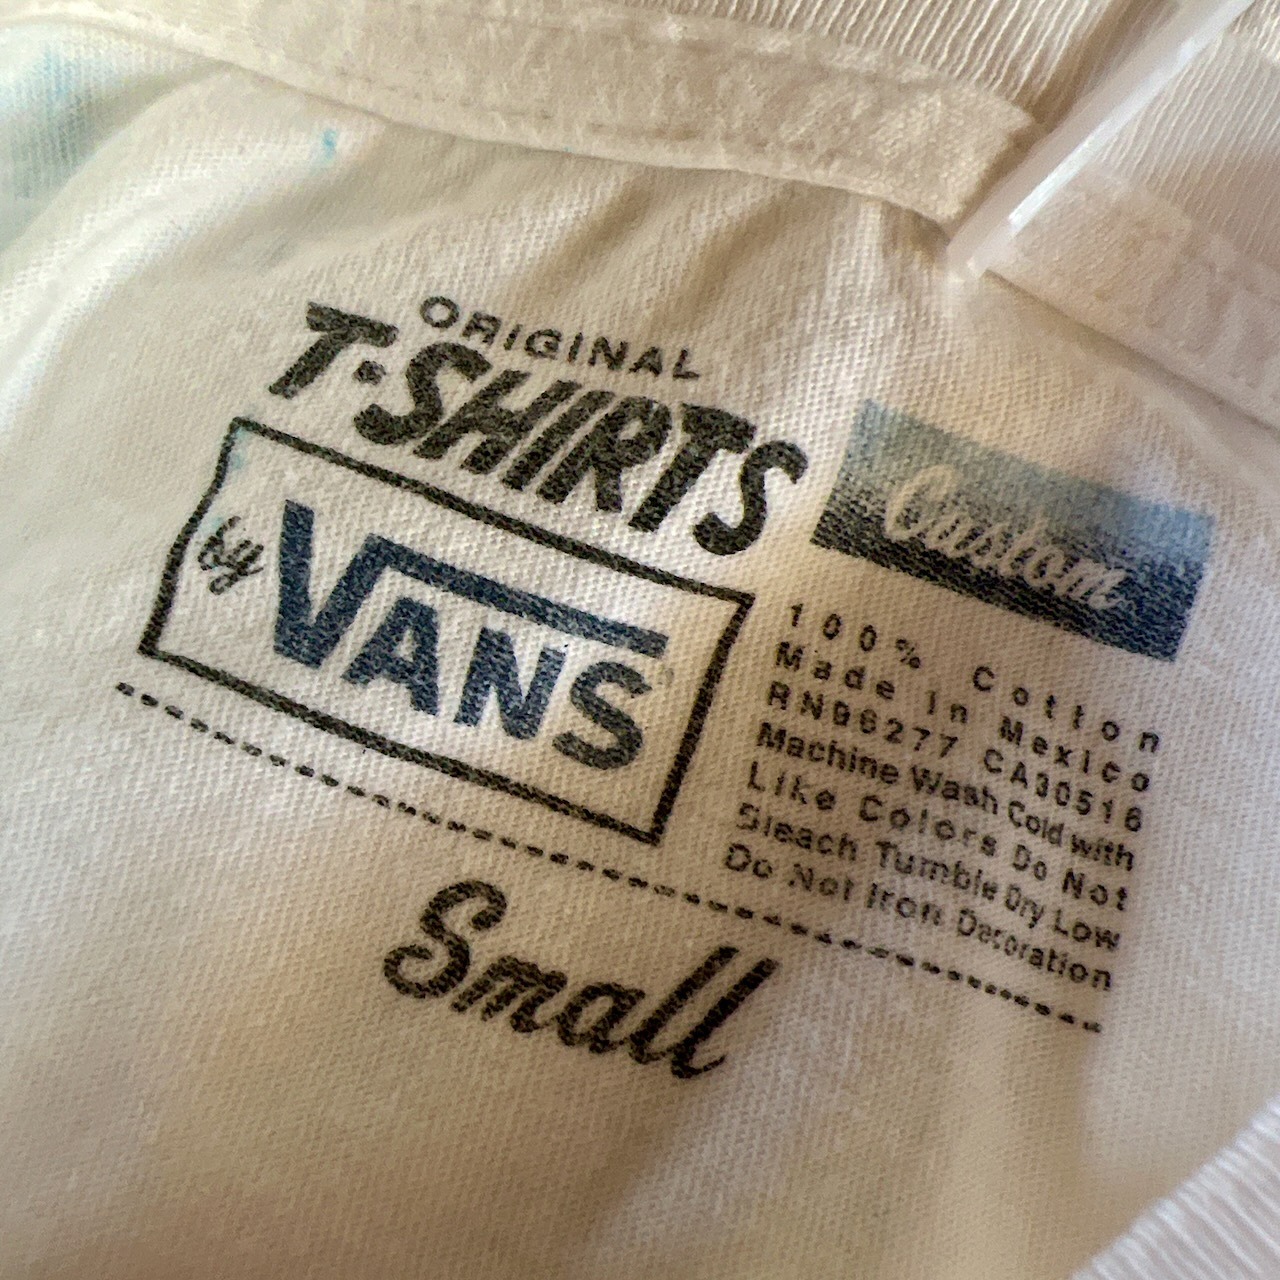 ORIGINAL
T-SHIRTS
by VANS
Custom
100% Cotton
Made in Mexico
RN96277 CA30516
Machine Wash Cold with
Like Colors Do Not
Bleach Tumble Dry Low
Do Not Iron Decoration
Small